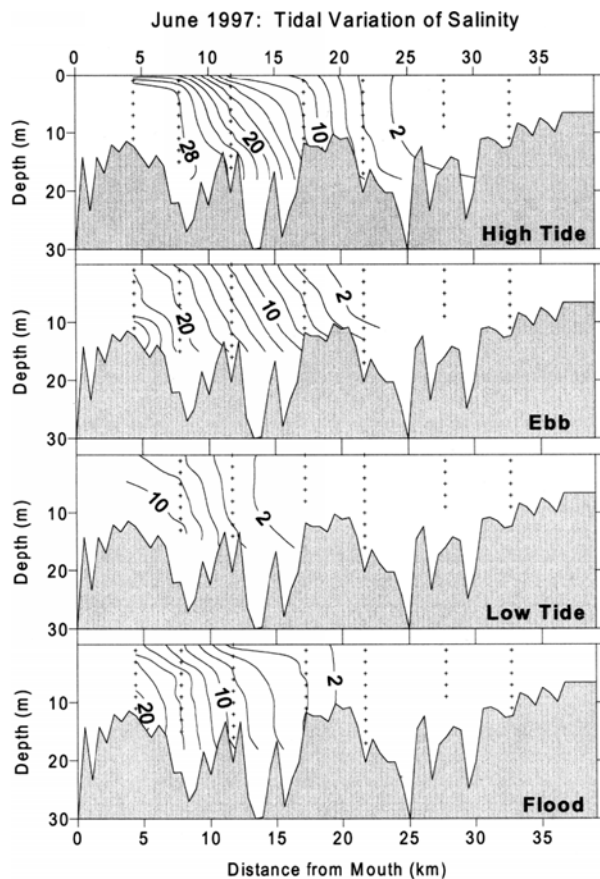 June 1997: Tidal Variation of Salinity
0 5 10 15 20 25 30 35
0
10
20
30
Depth (m)
28
20
10
2
High Tide
10
20
30
Depth (m)
20
10
2
Ebb
10
20
30
Depth (m)
10
2
Low Tide
10
20
30
Depth (m)
20
10
2
Flood
0 5 10 15 20 25 30 35
Distance from Mouth (km)